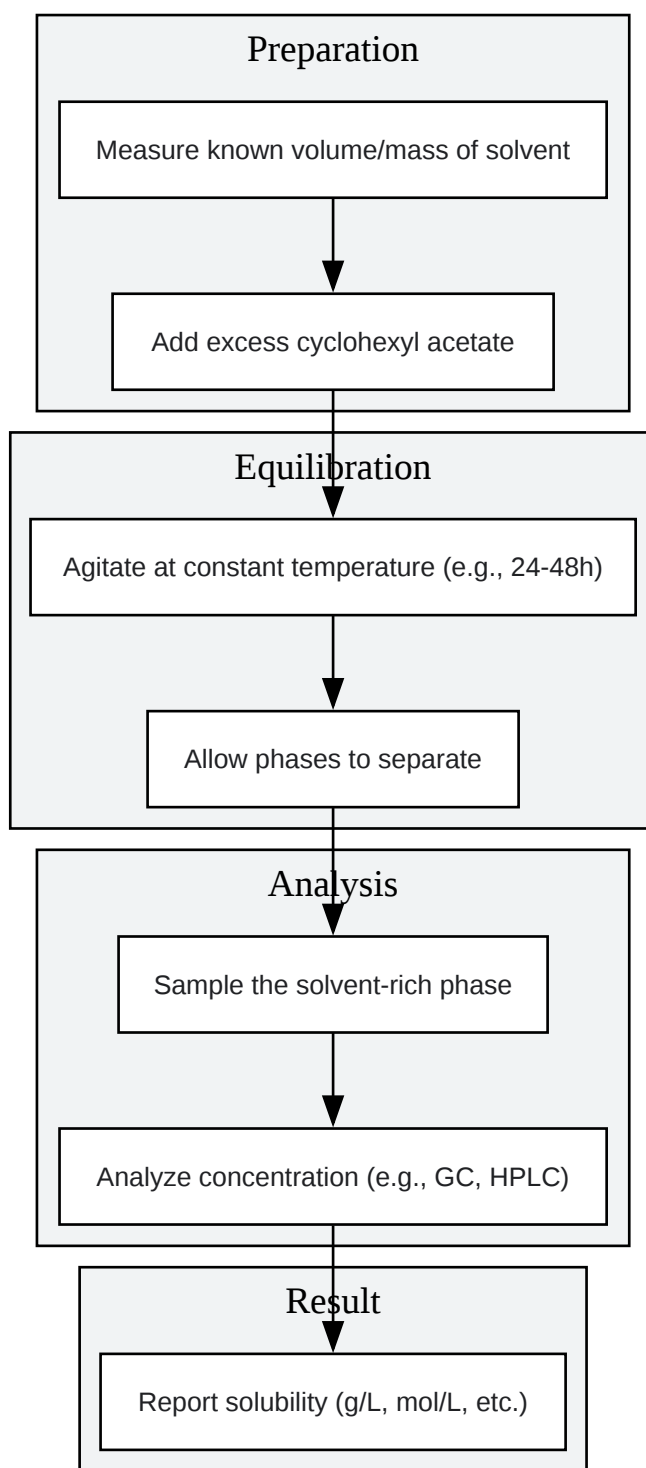 Preparation
Measure known volume/mass of solvent
Add excess cyclohexyl acetate
Equilibration
Agitate at constant temperature (e.g., 24-48h)
Allow phases to separate
Analysis
Sample the solvent-rich phase
Analyze concentration (e.g., GC, HPLC)
Result
Report solubility (g/L, mol/L, etc.)